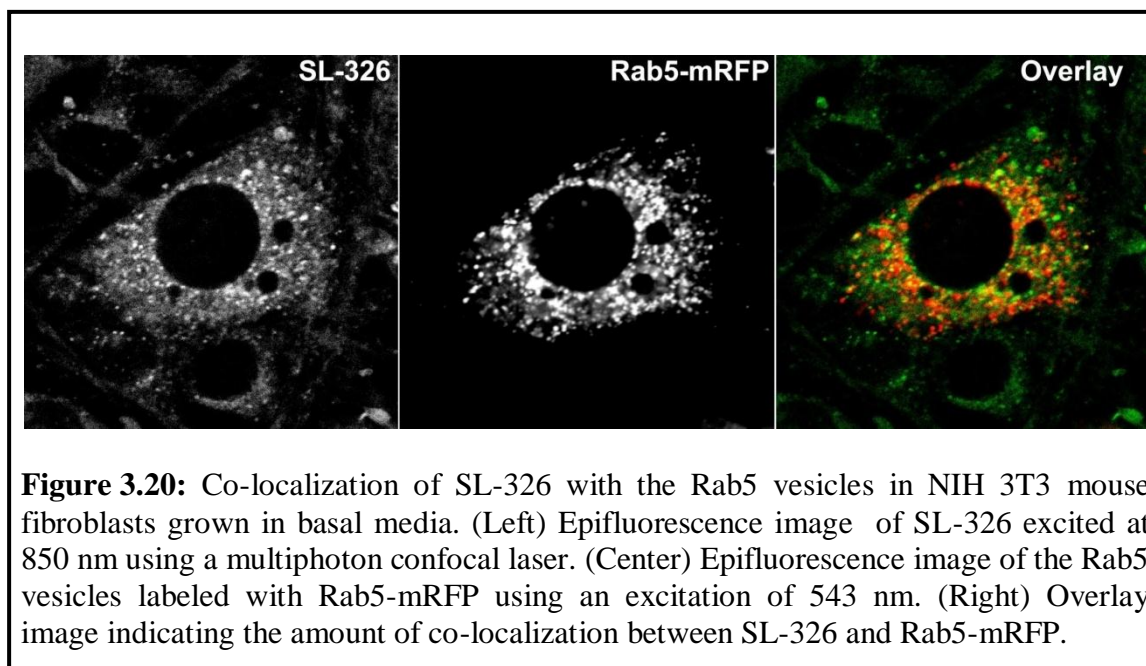 SL-326 Rab5-mRFP Overlay
Figure 3.20: Co-localization of SL-326 with the Rab5 vesicles in NIH 3T3 mouse
fibroblasts grown in basal media. (Left) Epifluorescence image of SL-326 excited at
850 nm using a multiphoton confocal laser. (Center) Epifluorescence image of the Rab5
vesicles labeled with Rab5-mRFP using an excitation of 543 nm. (Right) Overlay
image indicating the amount of co-localization between SL-326 and Rab5-mRFP.